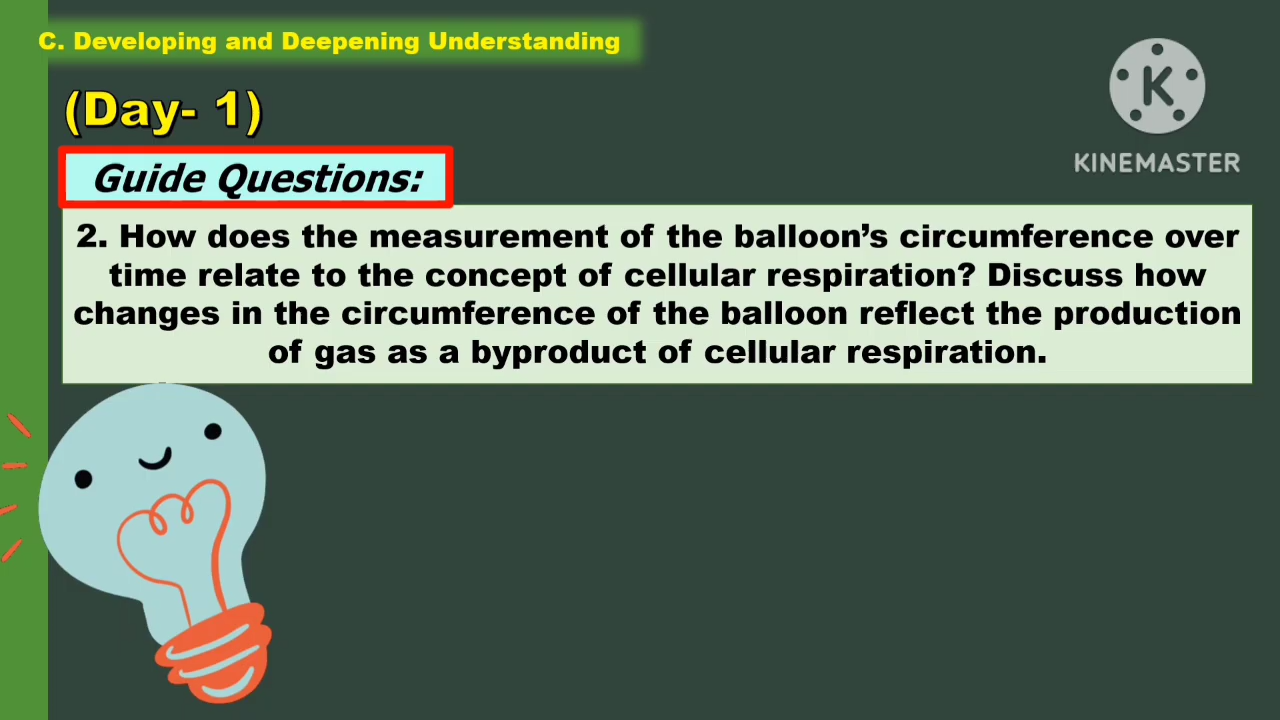 C. Developing and Deepening Understanding
(Day- 1)
K
KINEMASTER
Guide Questions:
2. How does the measurement of the balloon’s circumference over
time relate to the concept of cellular respiration? Discuss how
changes in the circumference of the balloon reflect the production
of gas as a byproduct of cellular respiration.